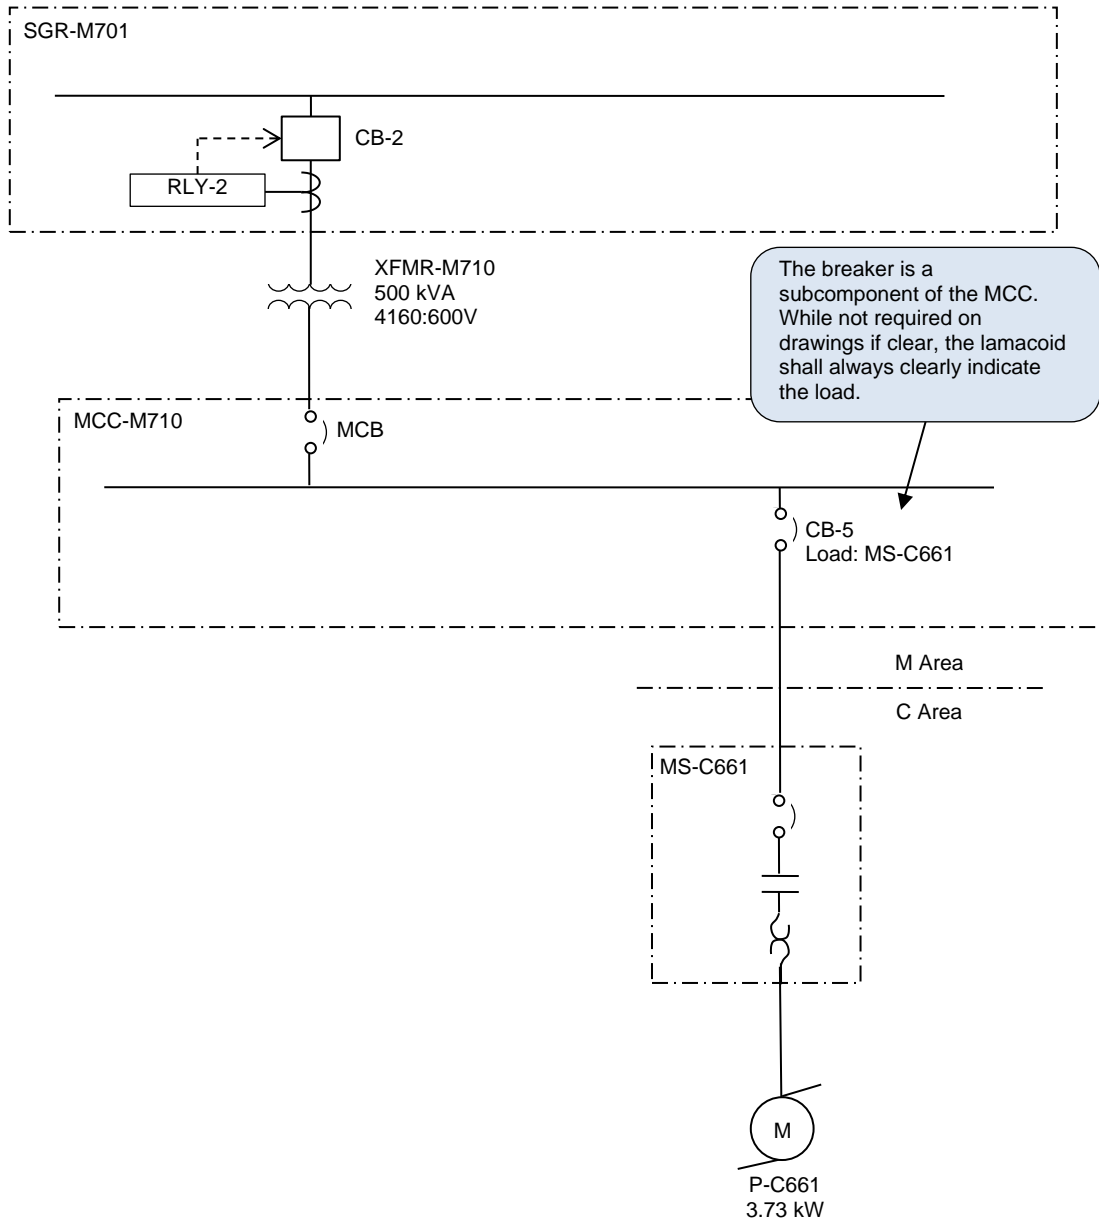 SGR-M701
CB-2
RLY-2
XFMR-M710
500 kVA
4160:600V
The breaker is a
subcomponent of the MCC.
While not required on
drawings if clear, the lamacoid
shall always clearly indicate
the load.
MCC-M710
MCB
CB-5
Load: MS-C661
M Area
C Area
MS-C661
M
P-C661
3.73 kW